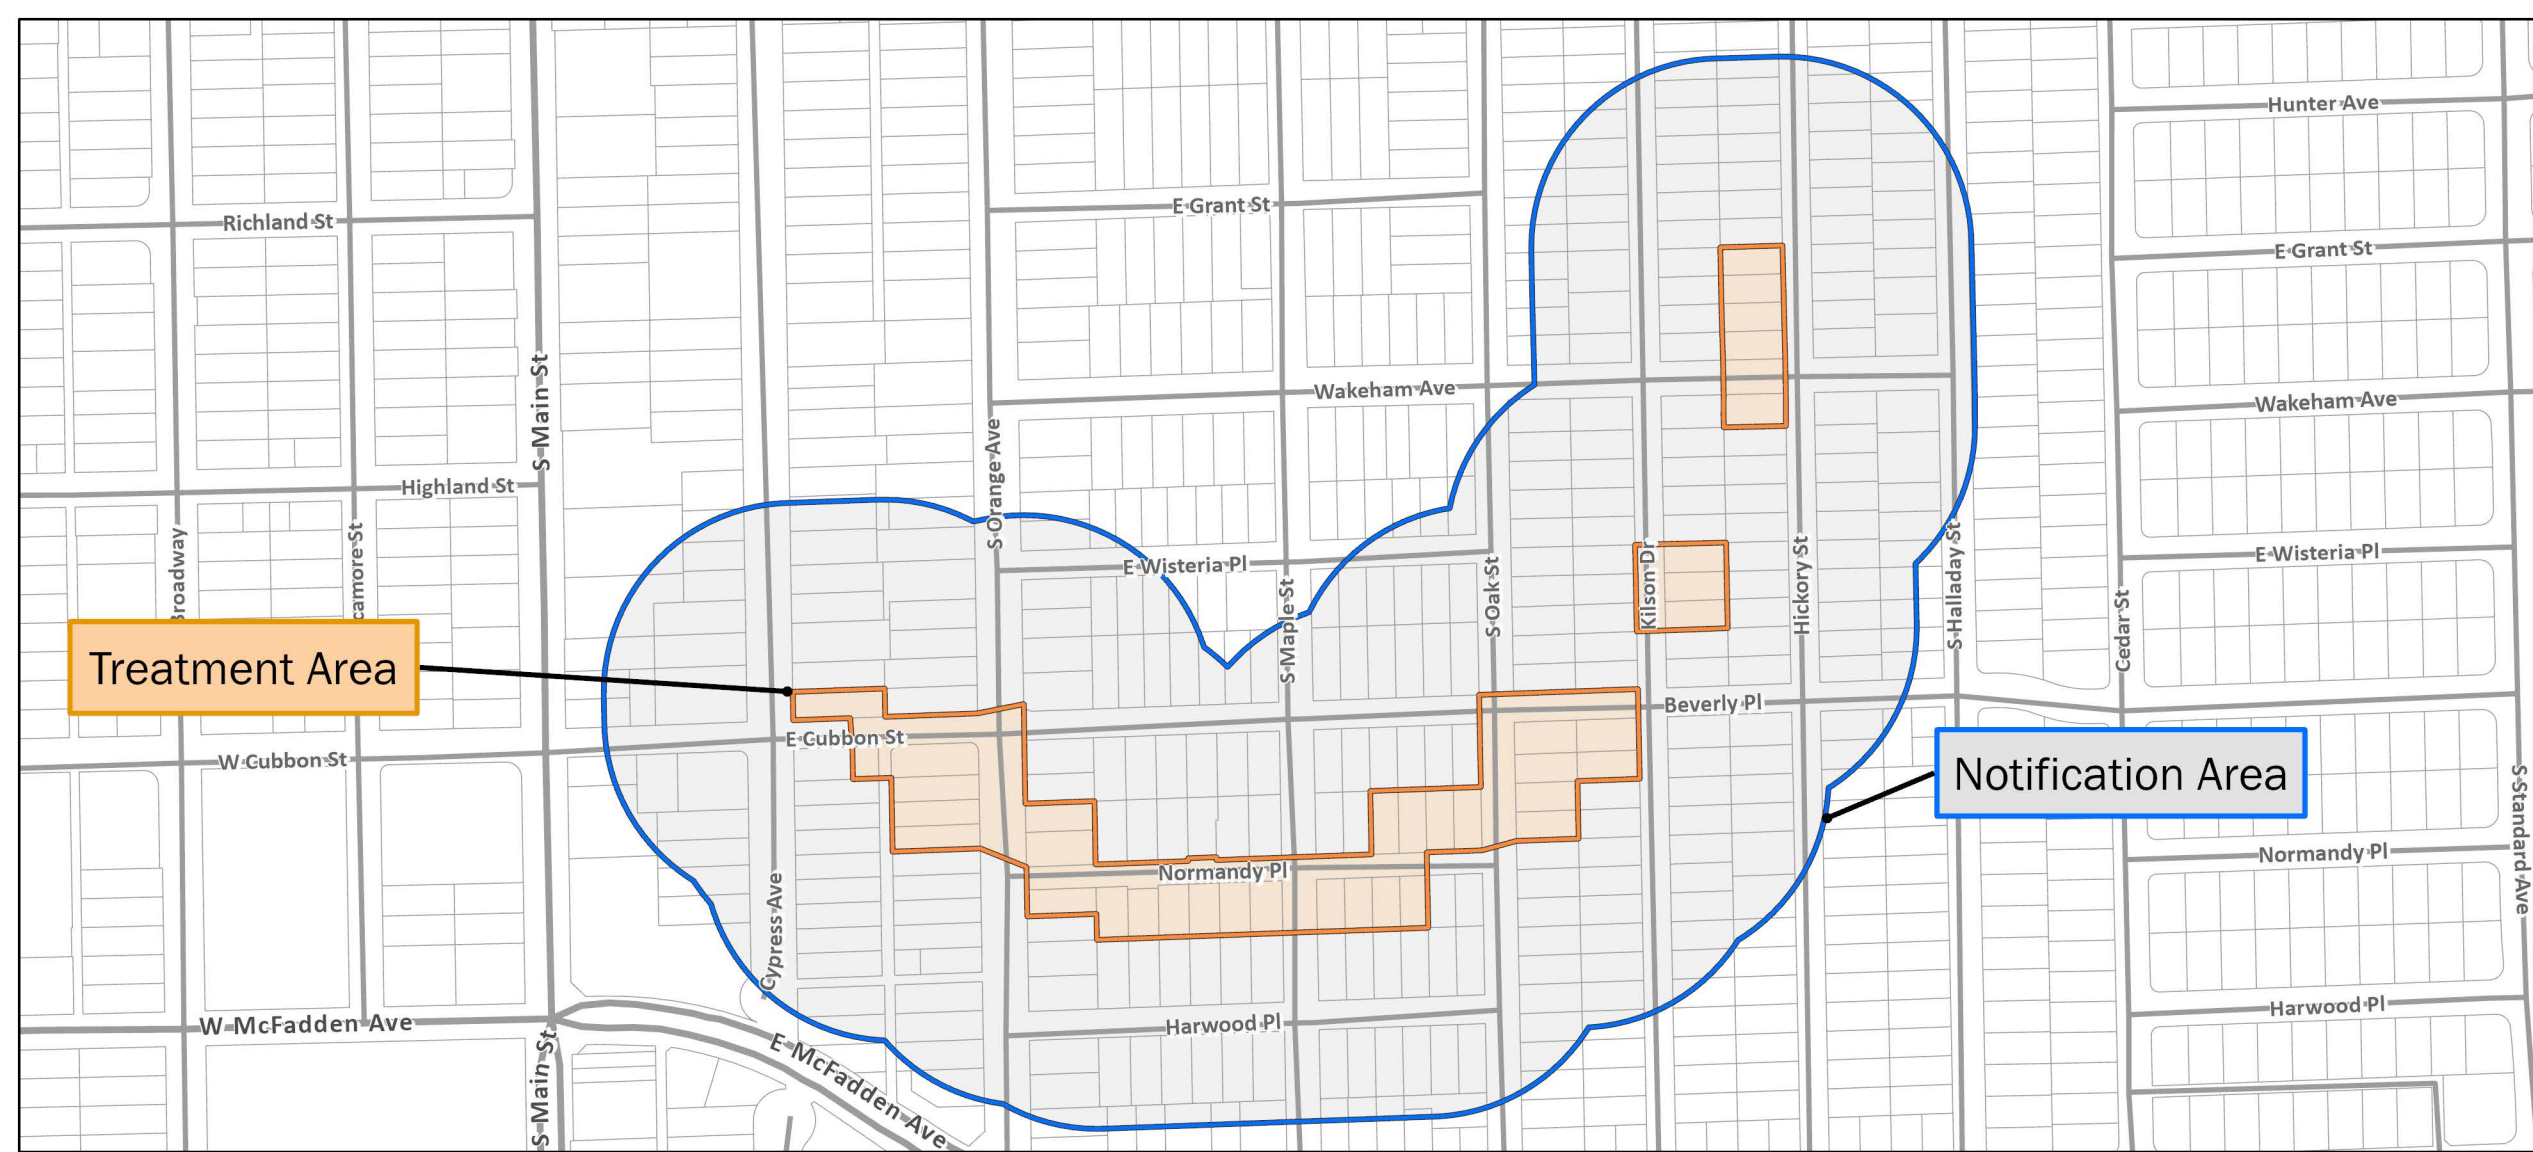 Hunter Ave
E Grant St
Richland St
E Grant St
Wakeham Ave
Wakeham Ave
S Main St
S Orange Ave
Highland St
Broadway
camore St
E Wisteria Pl
E Wisteria Pl
S Maple St
S Oak St
Kilson Dr
Hickory St
S Halladay St
Cedar St
Treatment Area
Beverly Pl
E Cubbon St
W Cubbon St
Notification Area
S Standard Ave
Normandy Pl
Normandy Pl
Cypress Ave
Harwood Pl
W McFadden Ave
Harwood Pl
E McFadden Ave
S Main St